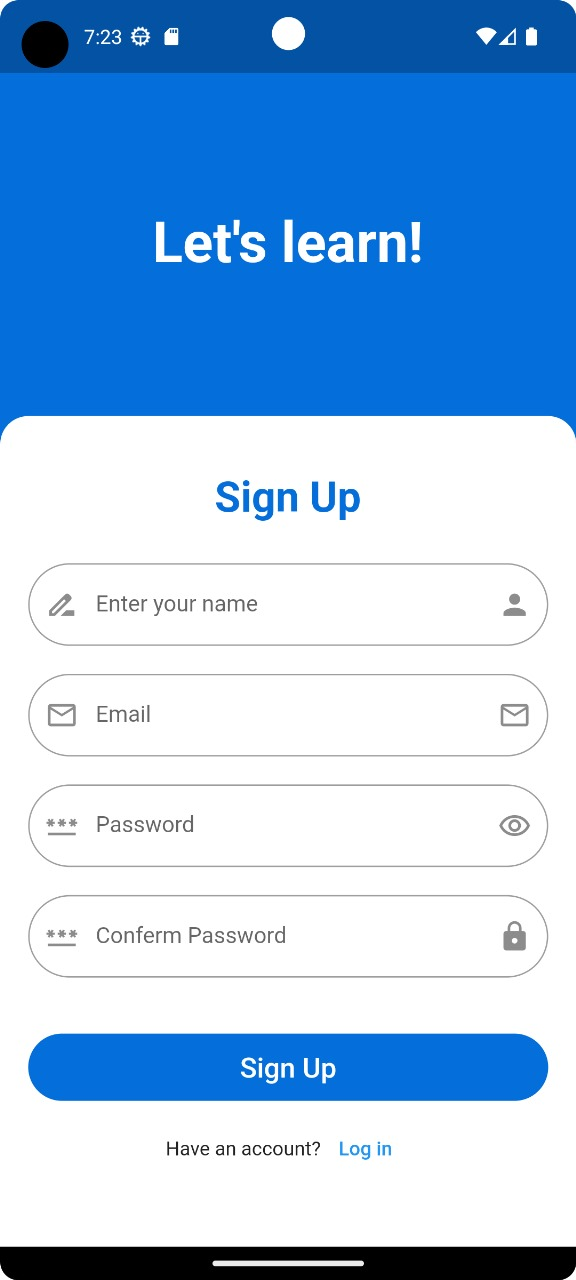 7:23
Let's learn!
Sign Up
Enter your name
Email
*** Password
*** Conferm Password
Sign Up
Have an account? Log in